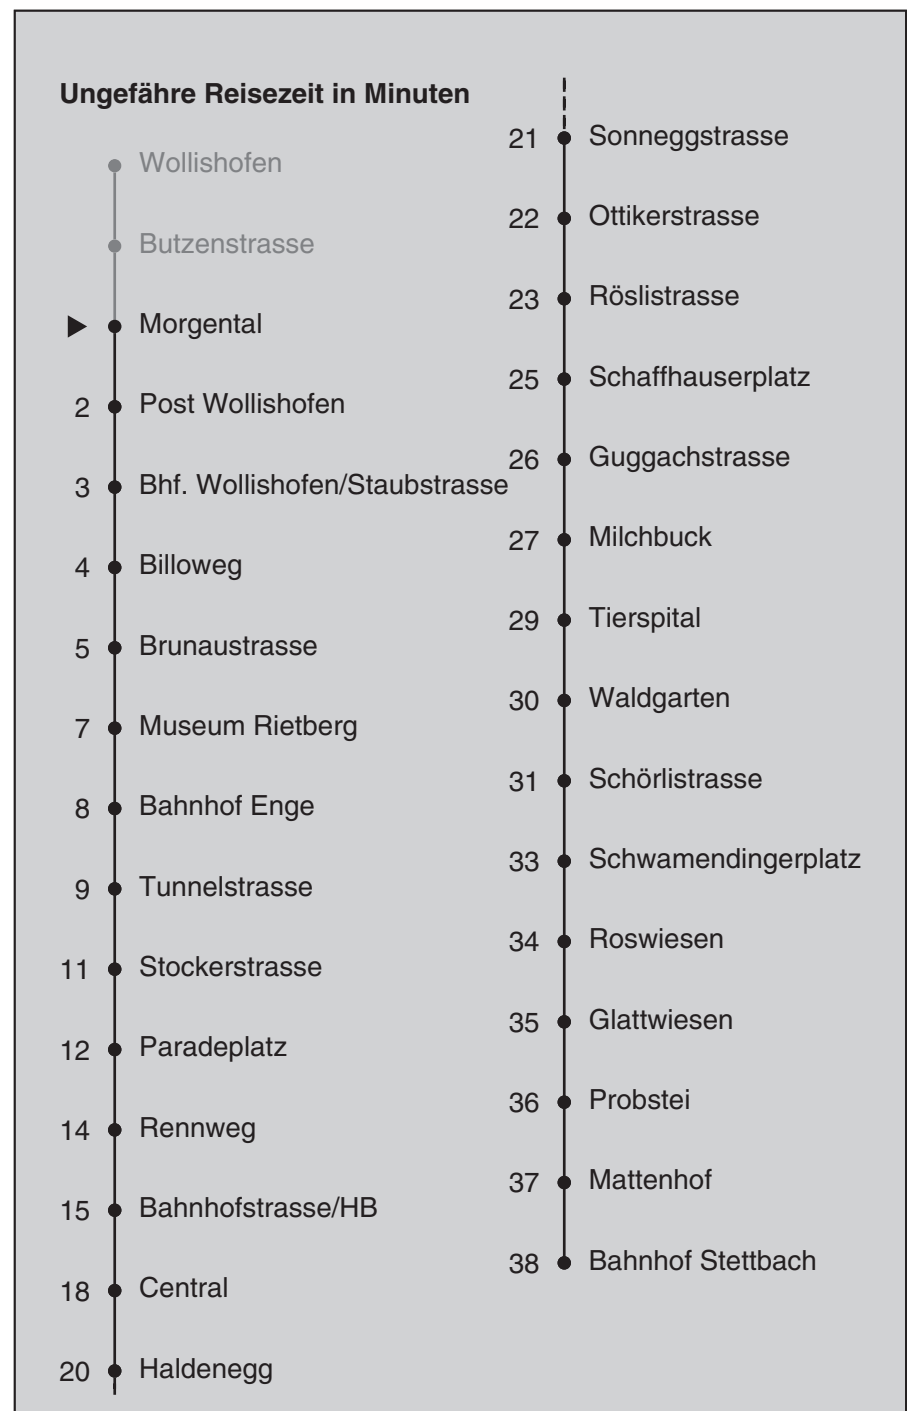 Ungefähre Reisezeit in Minuten
Wollishofen
Butzenstrasse
Morgental
2 Post Wollishofen
3 Bhf. Wollishofen/Staubstrasse
4 Billoweg
5 Brunaustrasse
7 Museum Rietberg
8 Bahnhof Enge
9 Tunnelstrasse
11 Stockerstrasse
12 Paradeplatz
14 Rennweg
15 Bahnhofstrasse/HB
18 Central
20 Haldenegg
21 Sonneggstrasse
22 Ottikerstrasse
23 Röslistrasse
25 Schaffhauserplatz
26 Guggachstrasse
27 Milchbuck
29 Tierspital
30 Waldgarten
31 Schörlistrasse
33 Schwamendingerplatz
34 Roswiesen
35 Glattwiesen
36 Probstei
37 Mattenhof
38 Bahnhof Stettbach